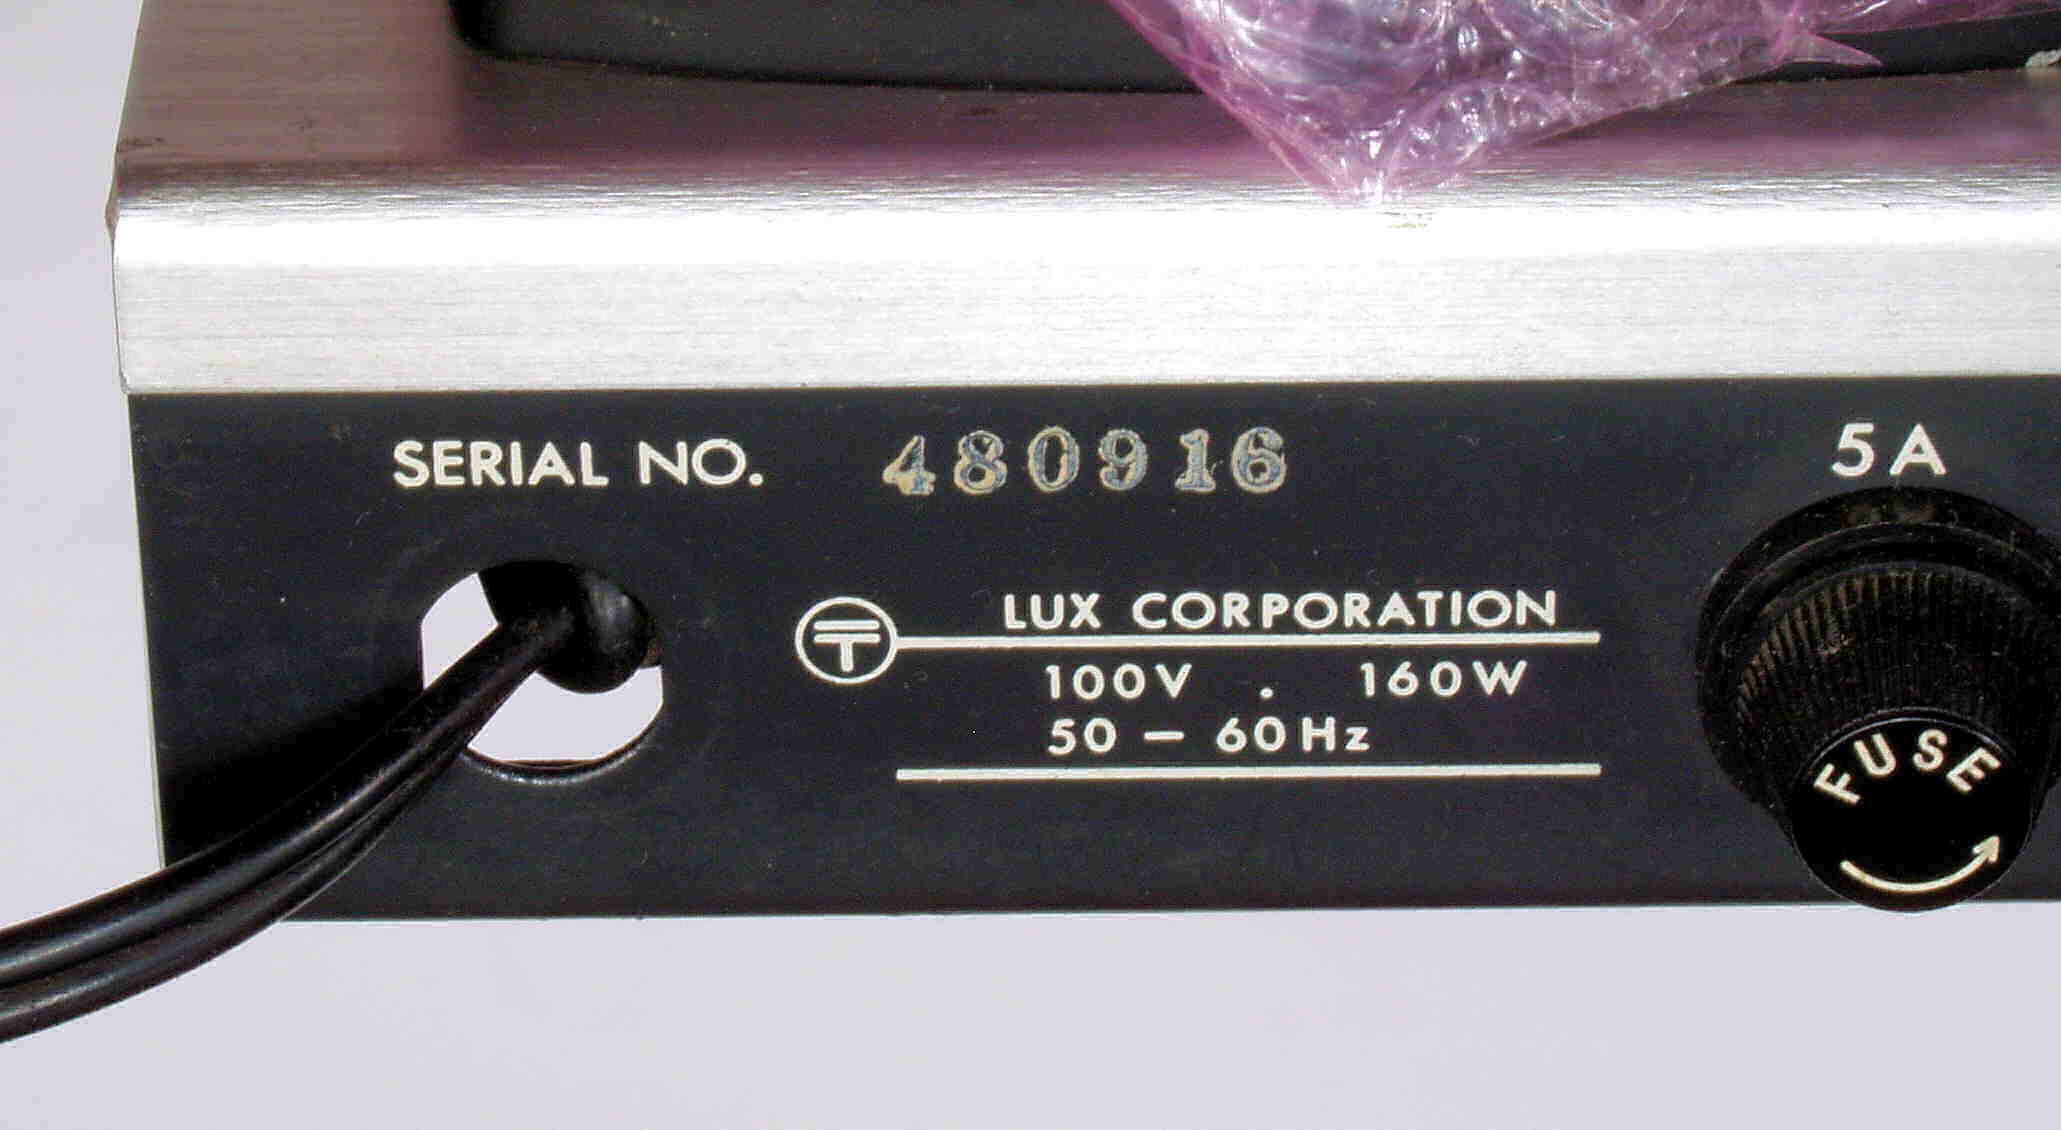 SERIAL NO. 480916
5A
LUX CORPORATION
100V . 160W
50 – 60Hz
FUSE